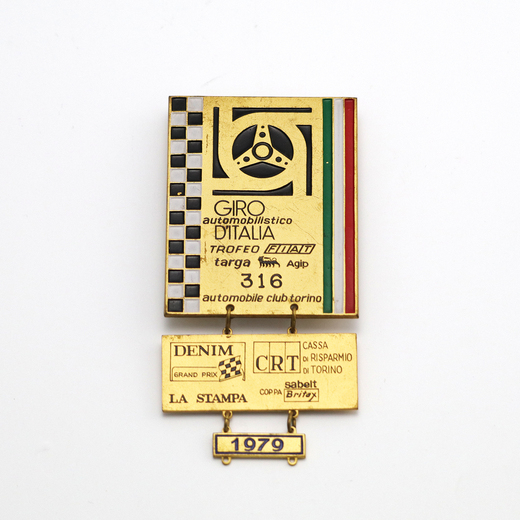 GIRO
automobilistico
D'ITALIA
TROFEO FIAT
targa Agip
316
automobile club torino
DENIM
GRAND PRIX
LA STAMPA
CRT
CASSA
DI RISPARMIO
DI TORINO
COPPA sabelt
Britax
1979